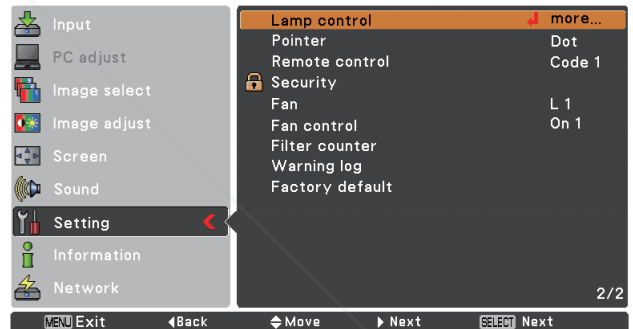 Input
PC adjust
Image select
Image adjust
Screen
Sound
Setting
Information
Network
Lamp control more...
Pointer Dot
Remote control Code 1
Security
Fan L 1
Fan control On 1
Filter counter
Warning log
Factory default
2/2
MENU Exit Back Move Next SELECT Next